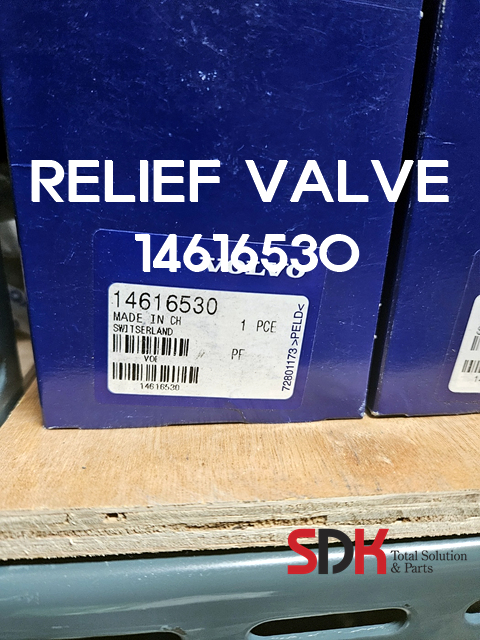 RELIEF VALVE
14616530
VOLVO
14616530
MADE IN CH
SWITSERLAND
1 PCE
VOE
PF
14616530
72801173 >PELD<
SDK Total Solution
& Parts